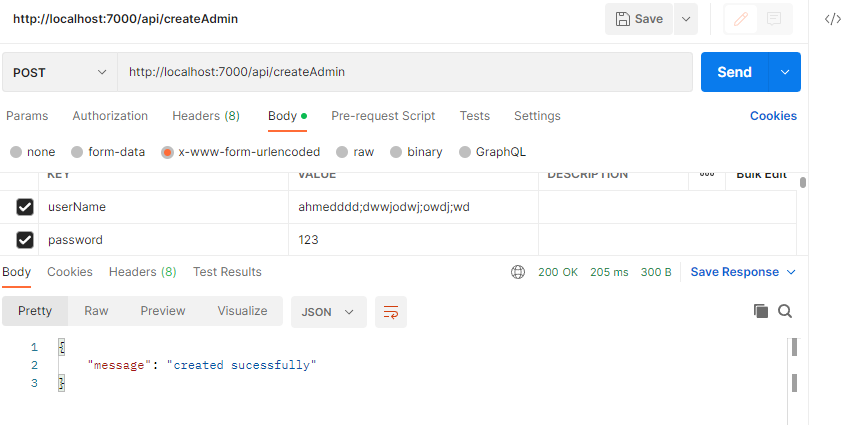 http://localhost:7000/api/createAdmin Save
POST http://localhost:7000/api/createAdmin Send
Params Authorization Headers (8) Body Pre-request Script Tests Settings Cookies
none form-data x-www-form-urlencoded raw binary GraphQL
KEY VALUE DESCRIPTION Bulk Edit
userName ahmedddd;dwwjodwj;owdj;wd
password 123
Body Cookies Headers (8) Test Results 200 OK 205 ms 300 B Save Response
Pretty Raw Preview Visualize JSON
1 {
2 "message": "created sucessfully"
3 }